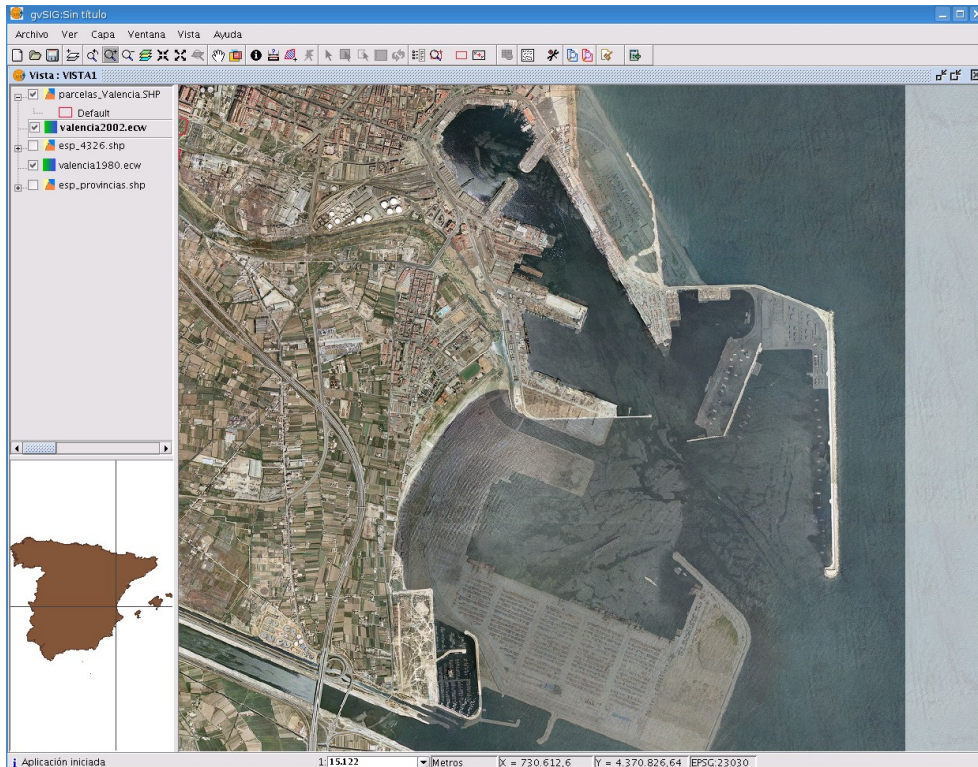 gvSIG:Sin título
Archivo Ver Capa Ventana Vista Ayuda
Vista : VISTA1
parcelas_Valencia.SHP
Default
valencia2002.ecw
esp_4326.shp
valencia1980.ecw
esp_provincias.shp
Aplicación iniciada
1: 15.122
Metros
X = 730.612,6
Y = 4.370.826,64
EPSG:23030